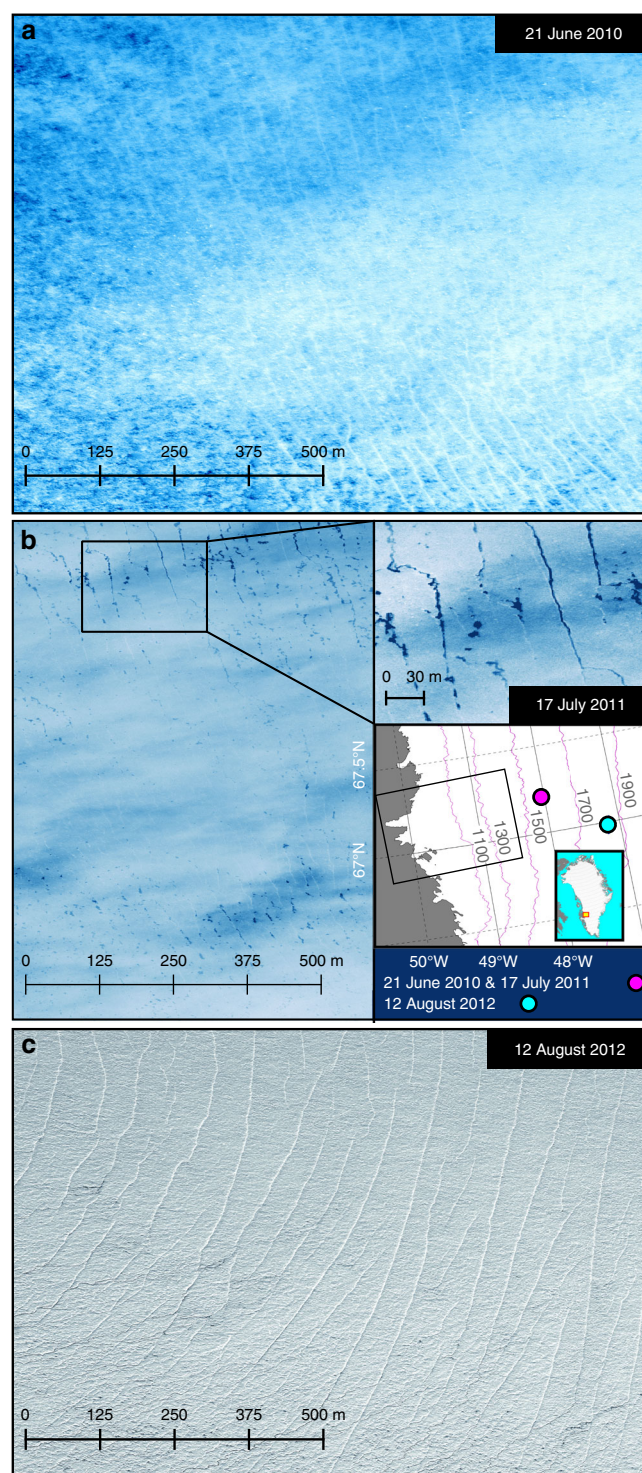 a
21 June 2010
0 125 250 375 500 m
b
0 30 m
17 July 2011
67.5°N
67°N
1100
1300
1500
1700
1900
0 125 250 375 500 m
50°W 49°W 48°W
21 June 2010 & 17 July 2011
12 August 2012
c
12 August 2012
0 125 250 375 500 m